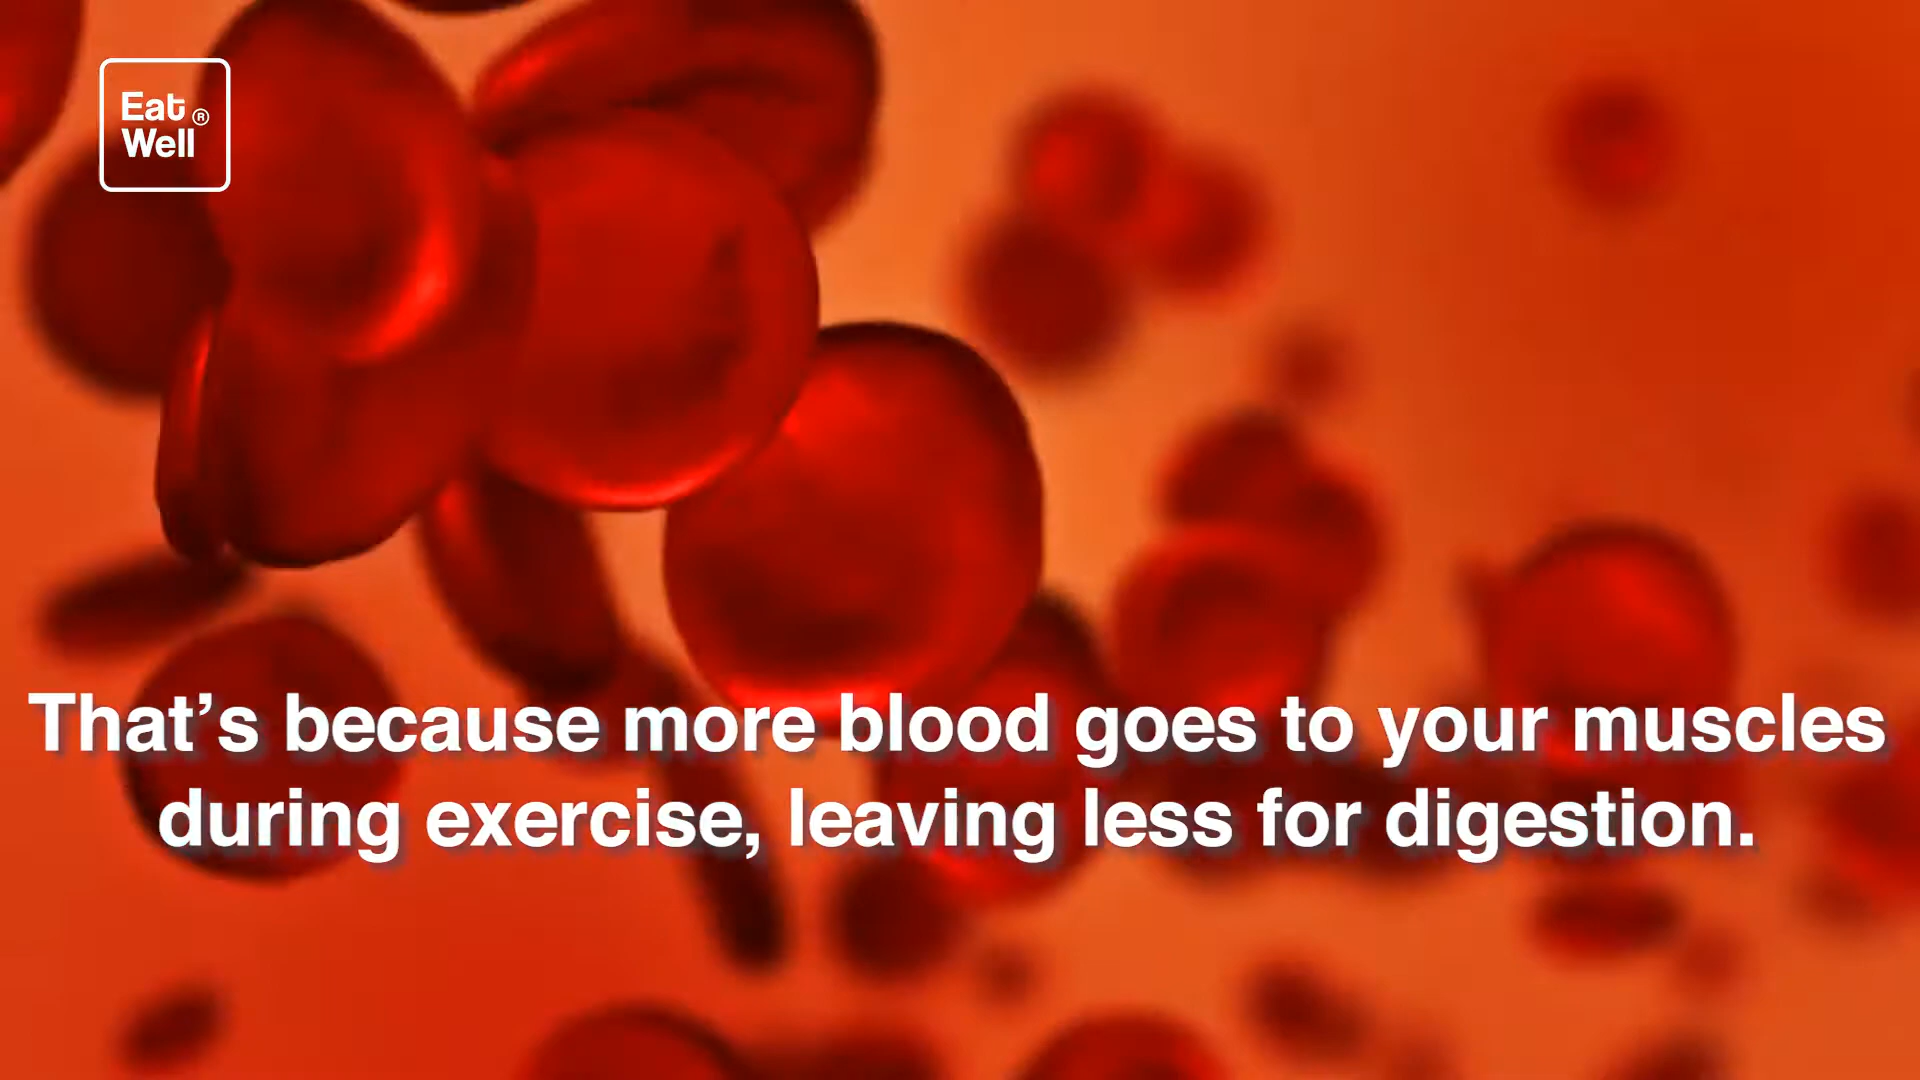 Eat
Well®
That’s because more blood goes to your muscles
during exercise, leaving less for digestion.